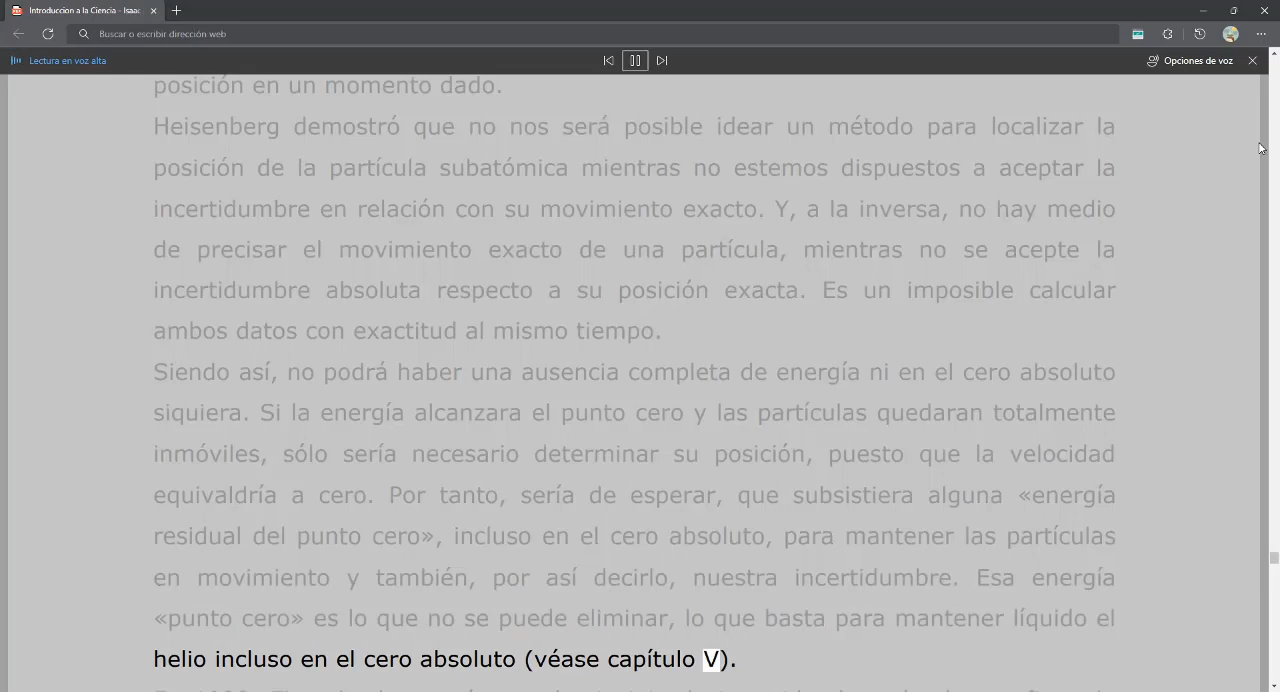 Introduccion a la Ciencia - Isaac
Buscar o escribir dirección web
Lectura en voz alta
Opciones de voz
posición en un momento dado.
Heisenberg demostró que no nos será posible idear un método para localizar la
posición de la partícula subatómica mientras no estemos dispuestos a aceptar la
incertidumbre en relación con su movimiento exacto. Y, a la inversa, no hay medio
de precisar el movimiento exacto de una partícula, mientras no se acepte la
incertidumbre absoluta respecto a su posición exacta. Es un imposible calcular
ambos datos con exactitud al mismo tiempo.
Siendo así, no podrá haber una ausencia completa de energía ni en el cero absoluto
siquiera. Si la energía alcanzara el punto cero y las partículas quedaran totalmente
inmóviles, sólo sería necesario determinar su posición, puesto que la velocidad
equivaldría a cero. Por tanto, sería de esperar, que subsistiera alguna «energía
residual del punto cero», incluso en el cero absoluto, para mantener las partículas
en movimiento y también, por así decirlo, nuestra incertidumbre. Esa energía
«punto cero» es lo que no se puede eliminar, lo que basta para mantener líquido el
helio incluso en el cero absoluto (véase capítulo V).